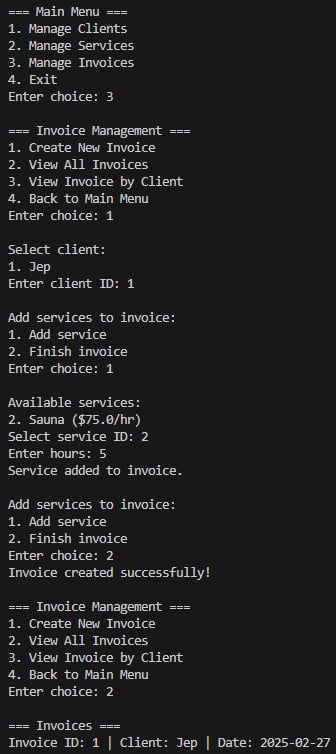 === Main Menu ===
1. Manage Clients
2. Manage Services
3. Manage Invoices
4. Exit
Enter choice: 3

=== Invoice Management ===
1. Create New Invoice
2. View All Invoices
3. View Invoice by Client
4. Back to Main Menu
Enter choice: 1

Select client:
1. Jep
Enter client ID: 1

Add services to invoice:
1. Add service
2. Finish invoice
Enter choice: 1

Available services:
2. Sauna ($75.0/hr)
Select service ID: 2
Enter hours: 5
Service added to invoice.

Add services to invoice:
1. Add service
2. Finish invoice
Enter choice: 2
Invoice created successfully!

=== Invoice Management ===
1. Create New Invoice
2. View All Invoices
3. View Invoice by Client
4. Back to Main Menu
Enter choice: 2

=== Invoices ===
Invoice ID: 1 | Client: Jep | Date: 2025-02-27